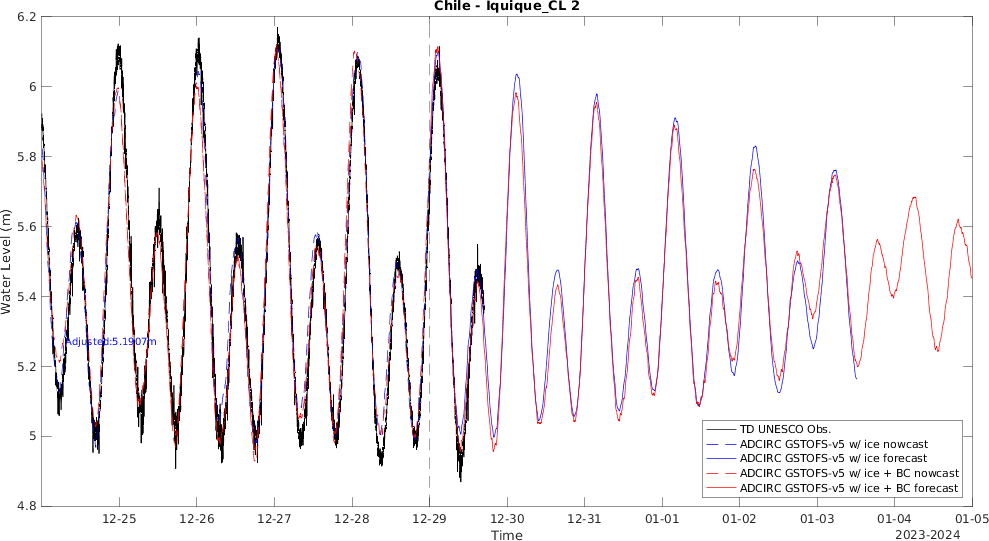 Chile - Iquique_CL 2
6.2
6
5.8
5.6
5.4
5.2
5
4.8
Water Level (m)
Adjusted:5.1907m
TD UNESCO Obs.
ADCIRC GSTOFS-v5 w/ ice nowcast
ADCIRC GSTOFS-v5 w/ ice forecast
ADCIRC GSTOFS-v5 w/ ice + BC nowcast
ADCIRC GSTOFS-v5 w/ ice + BC forecast
12-25 12-26 12-27 12-28 12-29 12-30 12-31 01-01 01-02 01-03 01-04 01-05
Time
2023-2024